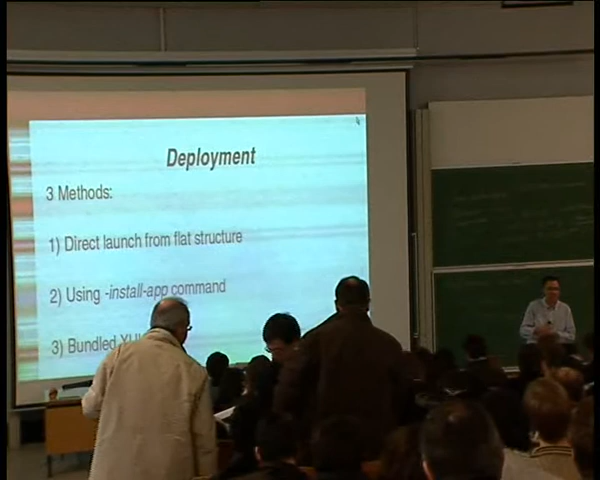 Deployment
3 Methods:
1) Direct launch from flat structure
2) Using -install-app command
3) Bundled